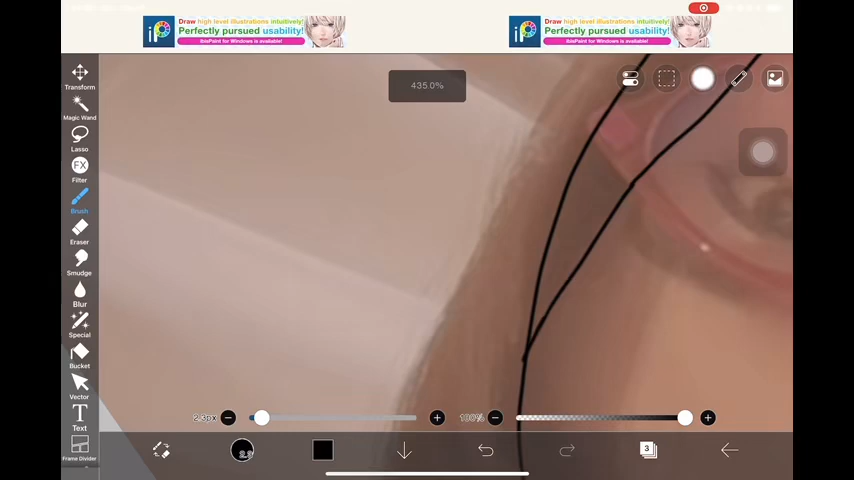 Draw high level illustrations intuitively!
Perfectly pursued usability!
ibisPaint for Windows is available!
Draw high level illustrations intuitively!
Perfectly pursued usability!
ibisPaint for Windows is available!
435.0%
Transform
Magic Wand
Lasso
FX
Filter
Brush
Eraser
Smudge
Blur
Special
Bucket
Vector
T
Text
Frame Divider
100%
3